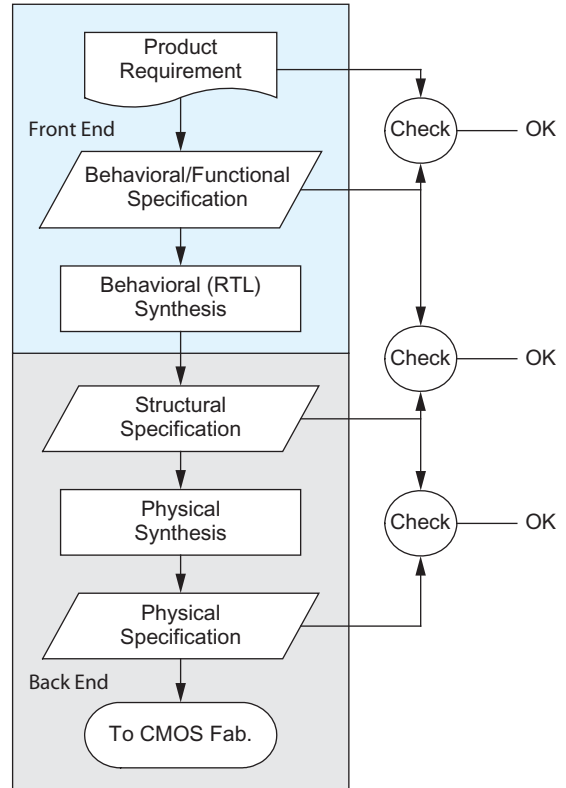 Product
Requirement
Check
OK
Front End
Behavioral/Functional
Specification
Behavioral (RTL)
Synthesis
Check
OK
Structural
Specification
Physical
Synthesis
Check
OK
Physical
Specification
Back End
To CMOS Fab.